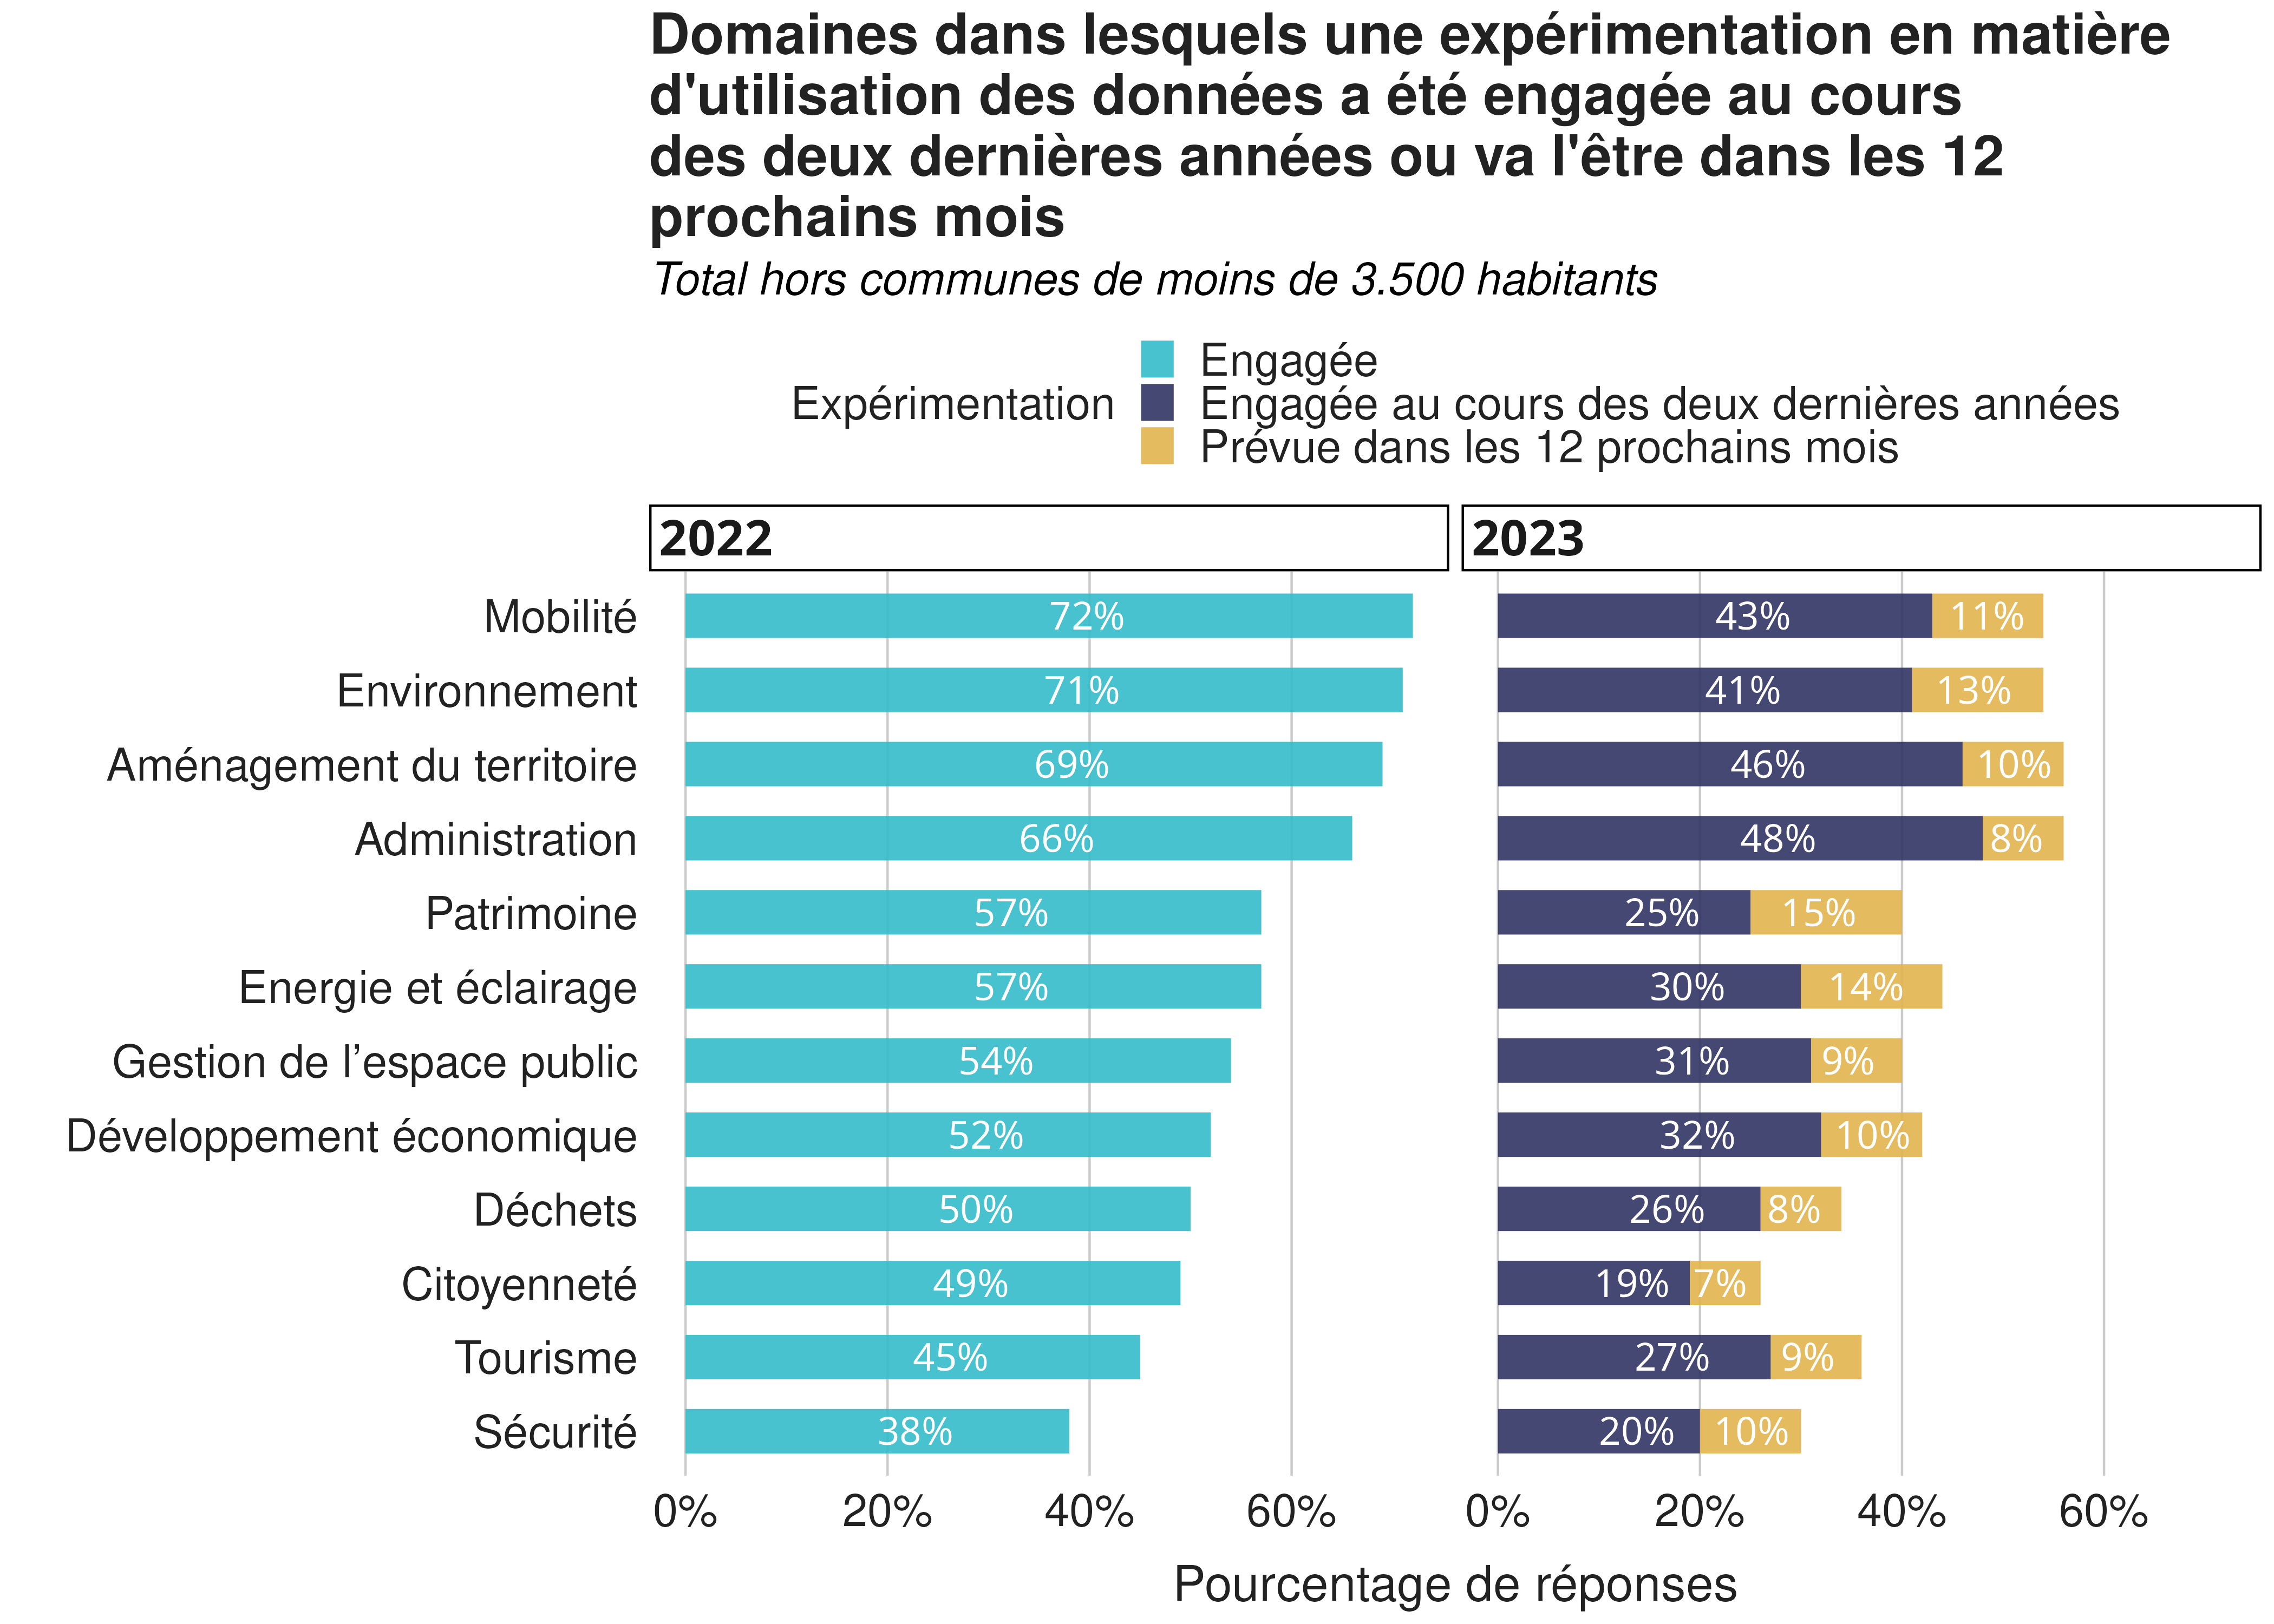 Domaines dans lesquels une expérimentation en matière
d'utilisation des données a été engagée au cours
des deux dernières années ou va l'être dans les 12
prochains mois
Total hors communes de moins de 3.500 habitants
Expérimentation
Engagée
Engagée au cours des deux dernières années
Prévue dans les 12 prochains mois
2022 2023
Mobilité 72% 43% 11%
Environnement 71% 41% 13%
Aménagement du territoire 69% 46% 10%
Administration 66% 48% 8%
Patrimoine 57% 25% 15%
Energie et éclairage 57% 30% 14%
Gestion de l’espace public 54% 31% 9%
Développement économique 52% 32% 10%
Déchets 50% 26% 8%
Citoyenneté 49% 19% 7%
Tourisme 45% 27% 9%
Sécurité 38% 20% 10%
0% 20% 40% 60% 0% 20% 40% 60%
Pourcentage de réponses